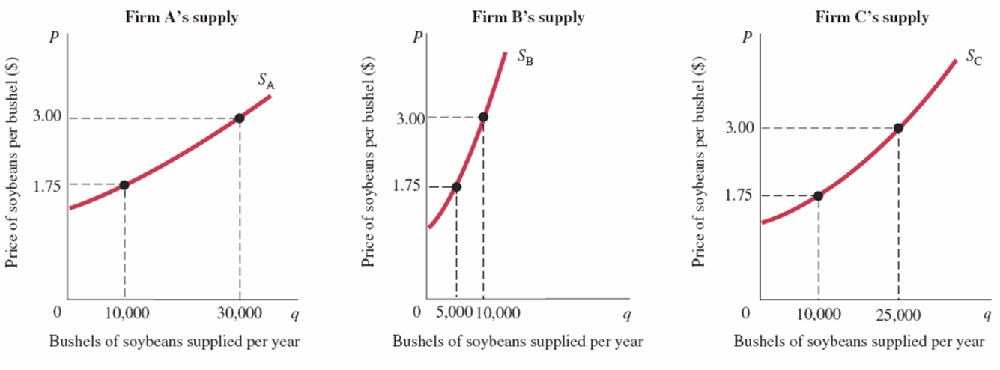 Firm A's supply
P
Price of soybeans per bushel ($)
S_A
3.00
1.75
0
10,000
30,000
q
Bushels of soybeans supplied per year
Firm B's supply
P
Price of soybeans per bushel ($)
S_B
3.00
1.75
0
5,000
10,000
q
Bushels of soybeans supplied per year
Firm C's supply
P
Price of soybeans per bushel ($)
S_C
3.00
1.75
0
10,000
25,000
q
Bushels of soybeans supplied per year